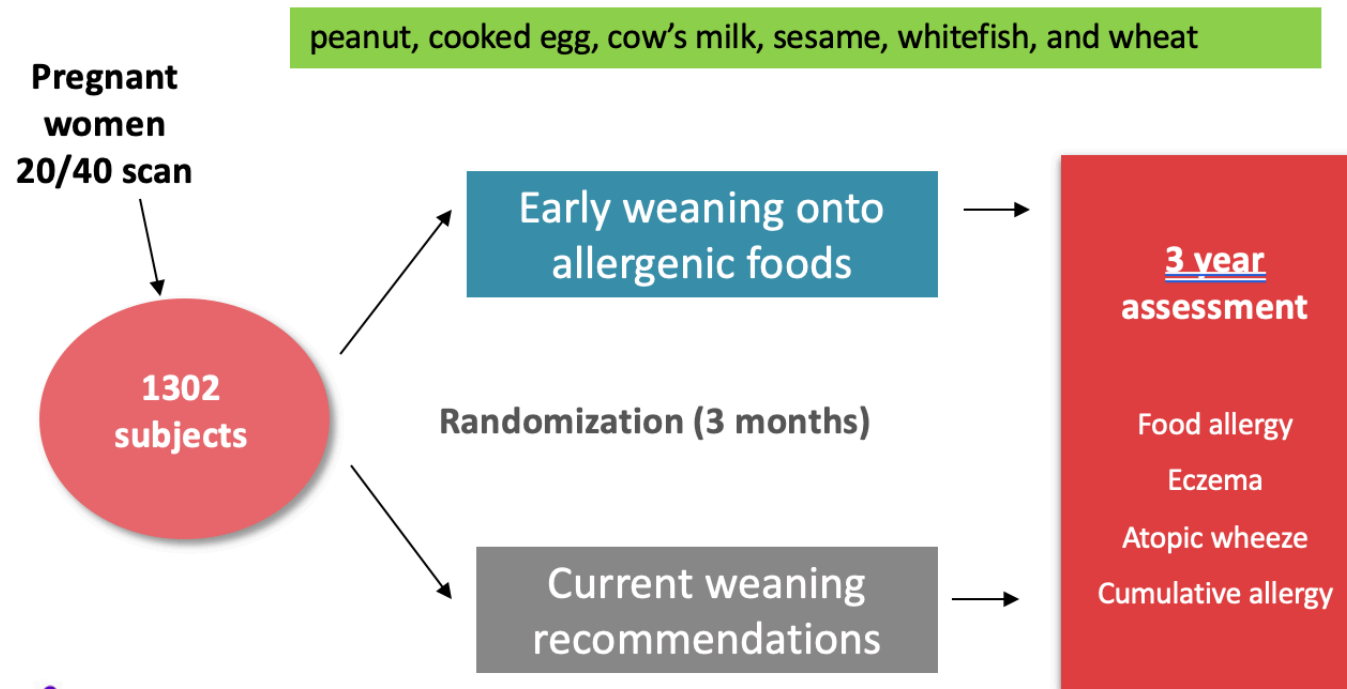 peanut, cooked egg, cow’s milk, sesame, whitefish, and wheat
Pregnant
women
20/40 scan
1302
subjects
Early weaning onto
allergenic foods
Randomization (3 months)
Current weaning
recommendations
3 year
assessment
Food allergy
Eczema
Atopic wheeze
Cumulative allergy